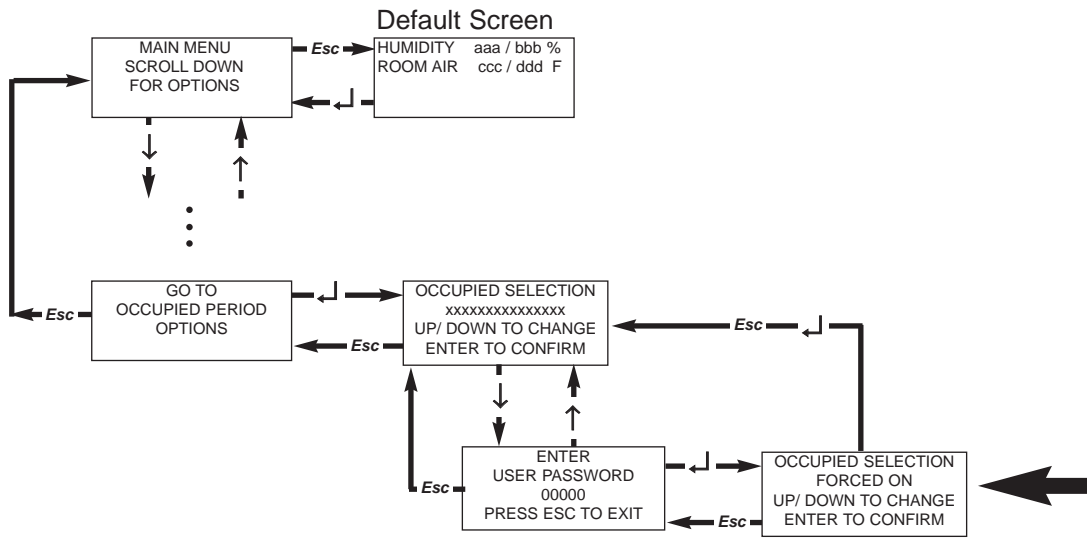 Default Screen
MAIN MENU
SCROLL DOWN
FOR OPTIONS
Esc
HUMIDITY aaa / bbb %
ROOM AIR ccc / ddd F
GO TO
OCCUPIED PERIOD
OPTIONS
Esc
OCCUPIED SELECTION
xxxxxxxxxxxxxxx
UP/ DOWN TO CHANGE
ENTER TO CONFIRM
Esc
Esc
ENTER
USER PASSWORD
00000
PRESS ESC TO EXIT
Esc
OCCUPIED SELECTION
FORCED ON
UP/ DOWN TO CHANGE
ENTER TO CONFIRM
Esc